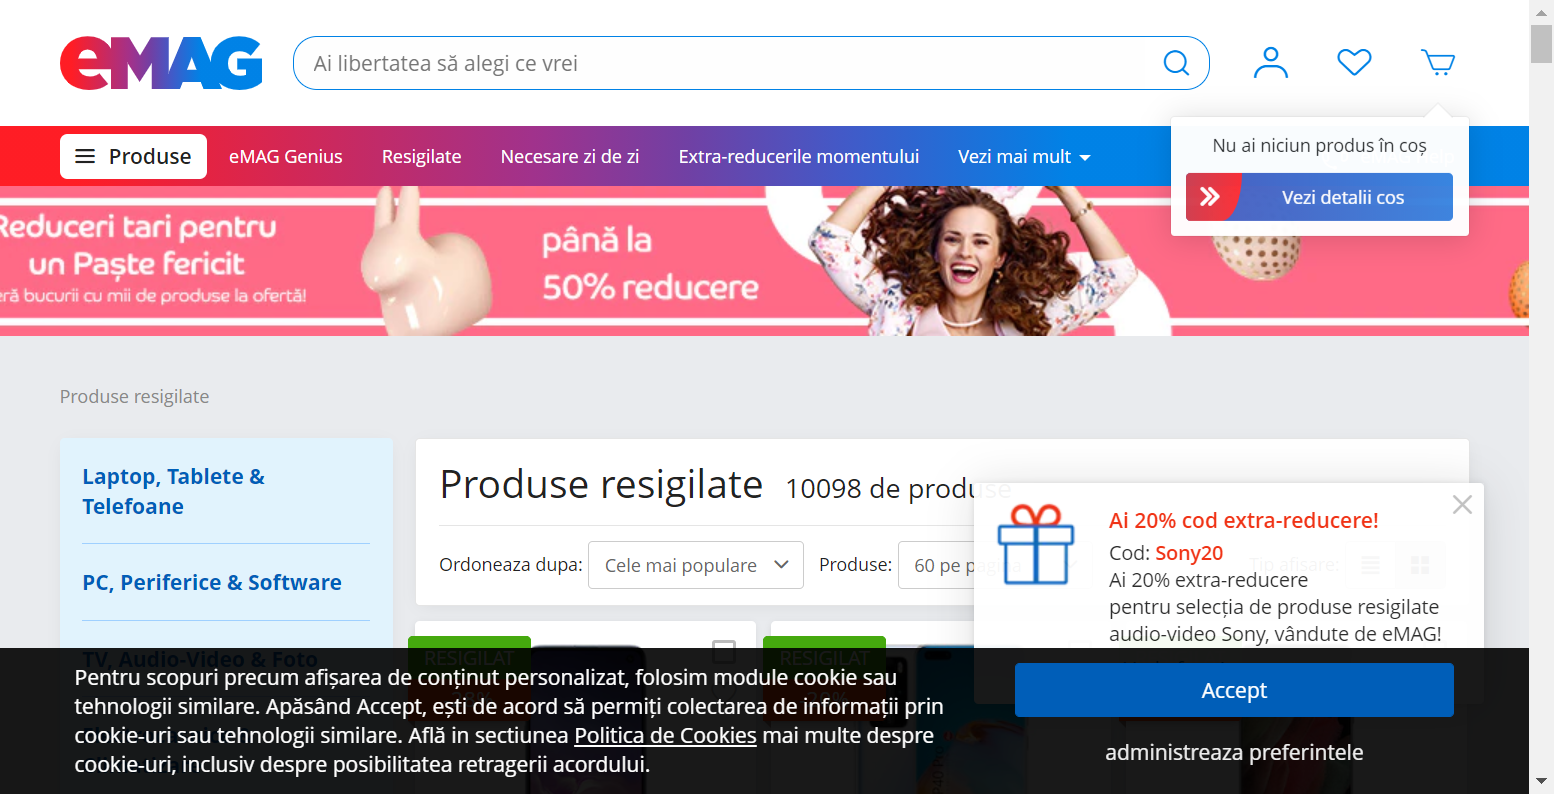 eMAG
Ai libertatea să alegi ce vrei
Produse
eMAG Genius
Resigilate
Necesare zi de zi
Extra-reducerile momentului
Vezi mai mult
Nu ai niciun produs în coș
Vezi detalii cos
Reduceri tari pentru
un Paște fericit
eră bucurii cu mii de produse la ofertă!
până la
50% reducere
Produse resigilate
Laptop, Tablete &
Telefoane
PC, Periferice & Software
TV, Audio-Video & Foto
Produse resigilate 10098 de produse
Ordoneaza dupa: Cele mai populare Produse: 60 pe pagina Tip afisare:
RESIGILAT
RESIGILAT
Ai 20% cod extra-reducere!
Cod: Sony20
Ai 20% extra-reducere
pentru selecția de produse resigilate
audio-video Sony, vândute de eMAG!
Pentru scopuri precum afișarea de conținut personalizat, folosim module cookie sau
tehnologii similare. Apăsând Accept, ești de acord să permiți colectarea de informații prin
cookie-uri sau tehnologii similare. Află in sectiunea Politica de Cookies mai multe despre
cookie-uri, inclusiv despre posibilitatea retragerii acordului.
Accept
administreaza preferintele